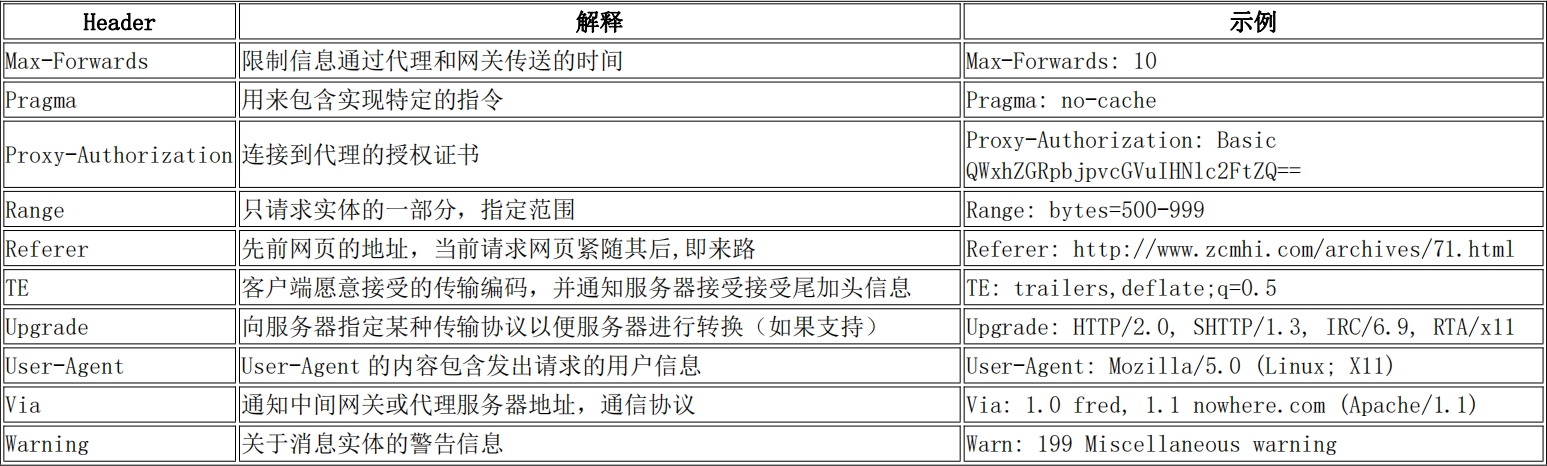 Header 解释 示例
Max-Forwards 限制信息通过代理和网关传送的时间 Max-Forwards: 10
Pragma 用来包含实现特定的指令 Pragma: no-cache
Proxy-Authorization 连接到代理的授权证书 Proxy-Authorization: Basic
QWxhZGRpbjpvcGVuIHNlc2FtZQ==
Range 只请求实体的一部分，指定范围 Range: bytes=500-999
Referer 先前网页的地址，当前请求网页紧随其后,即来路 Referer: http://www.zcmhi.com/archives/71.html
TE 客户端愿意接受的传输编码，并通知服务器接受接受尾加头信息 TE: trailers,deflate;q=0.5
Upgrade 向服务器指定某种传输协议以便服务器进行转换（如果支持） Upgrade: HTTP/2.0, SHTTP/1.3, IRC/6.9, RTA/x11
User-Agent User-Agent 的内容包含发出请求的用户信息 User-Agent: Mozilla/5.0 (Linux; X11)
Via 通知中间网关或代理服务器地址，通信协议 Via: 1.0 fred, 1.1 nowhere.com (Apache/1.1)
Warning 关于消息实体的警告信息 Warn: 199 Miscellaneous warning